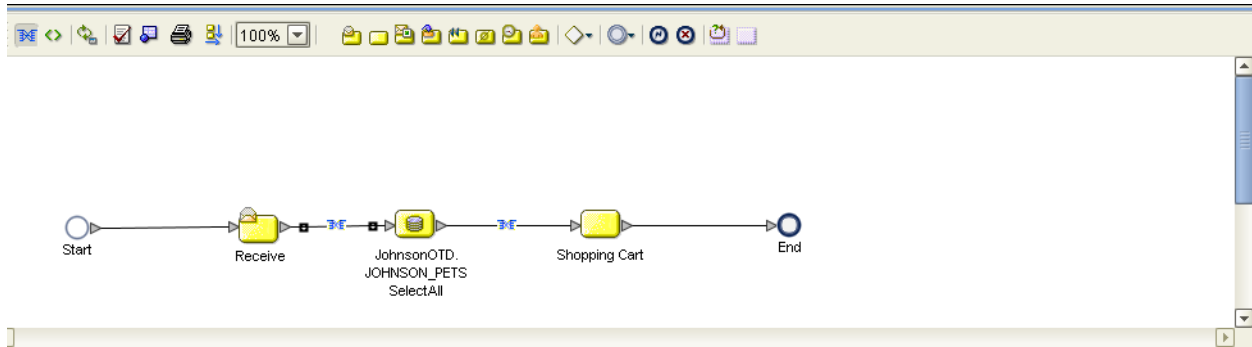 100%
Start
Receive
JohnsonOTD.
JOHNSON_PETS
SelectAll
Shopping Cart
End